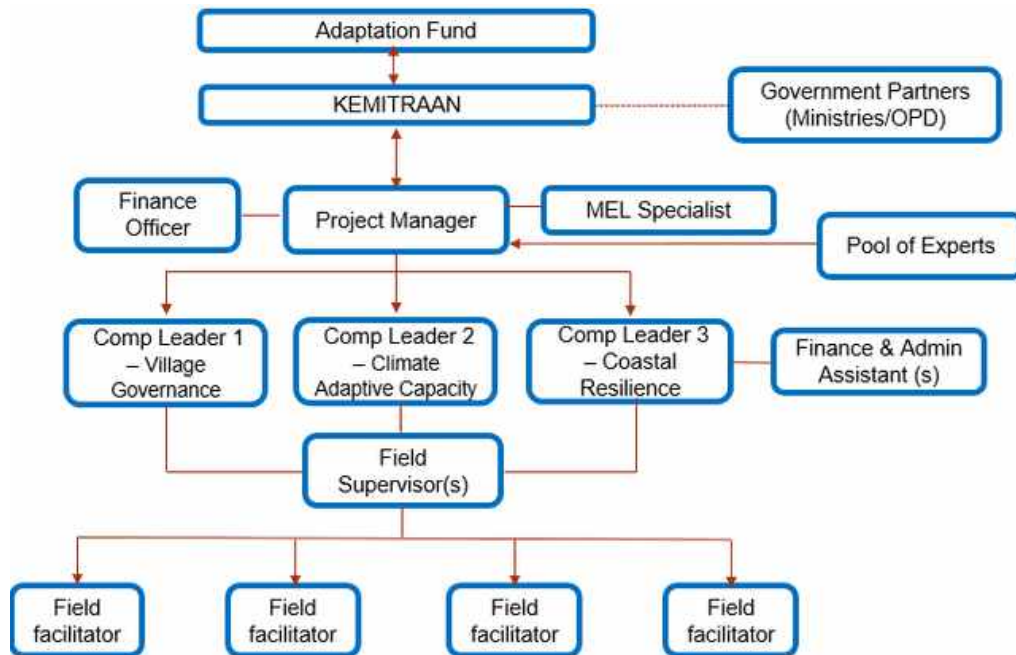 Adaptation Fund
KEMITRAAN
Government Partners
(Ministries/OPD)
Finance
Officer
Project Manager
MEL Specialist
Pool of Experts
Comp Leader 1
– Village
Governance
Comp Leader 2
– Climate
Adaptive Capacity
Comp Leader 3
– Coastal
Resilience
Finance & Admin
Assistant (s)
Field
Supervisor(s)
Field
facilitator
Field
facilitator
Field
facilitator
Field
facilitator